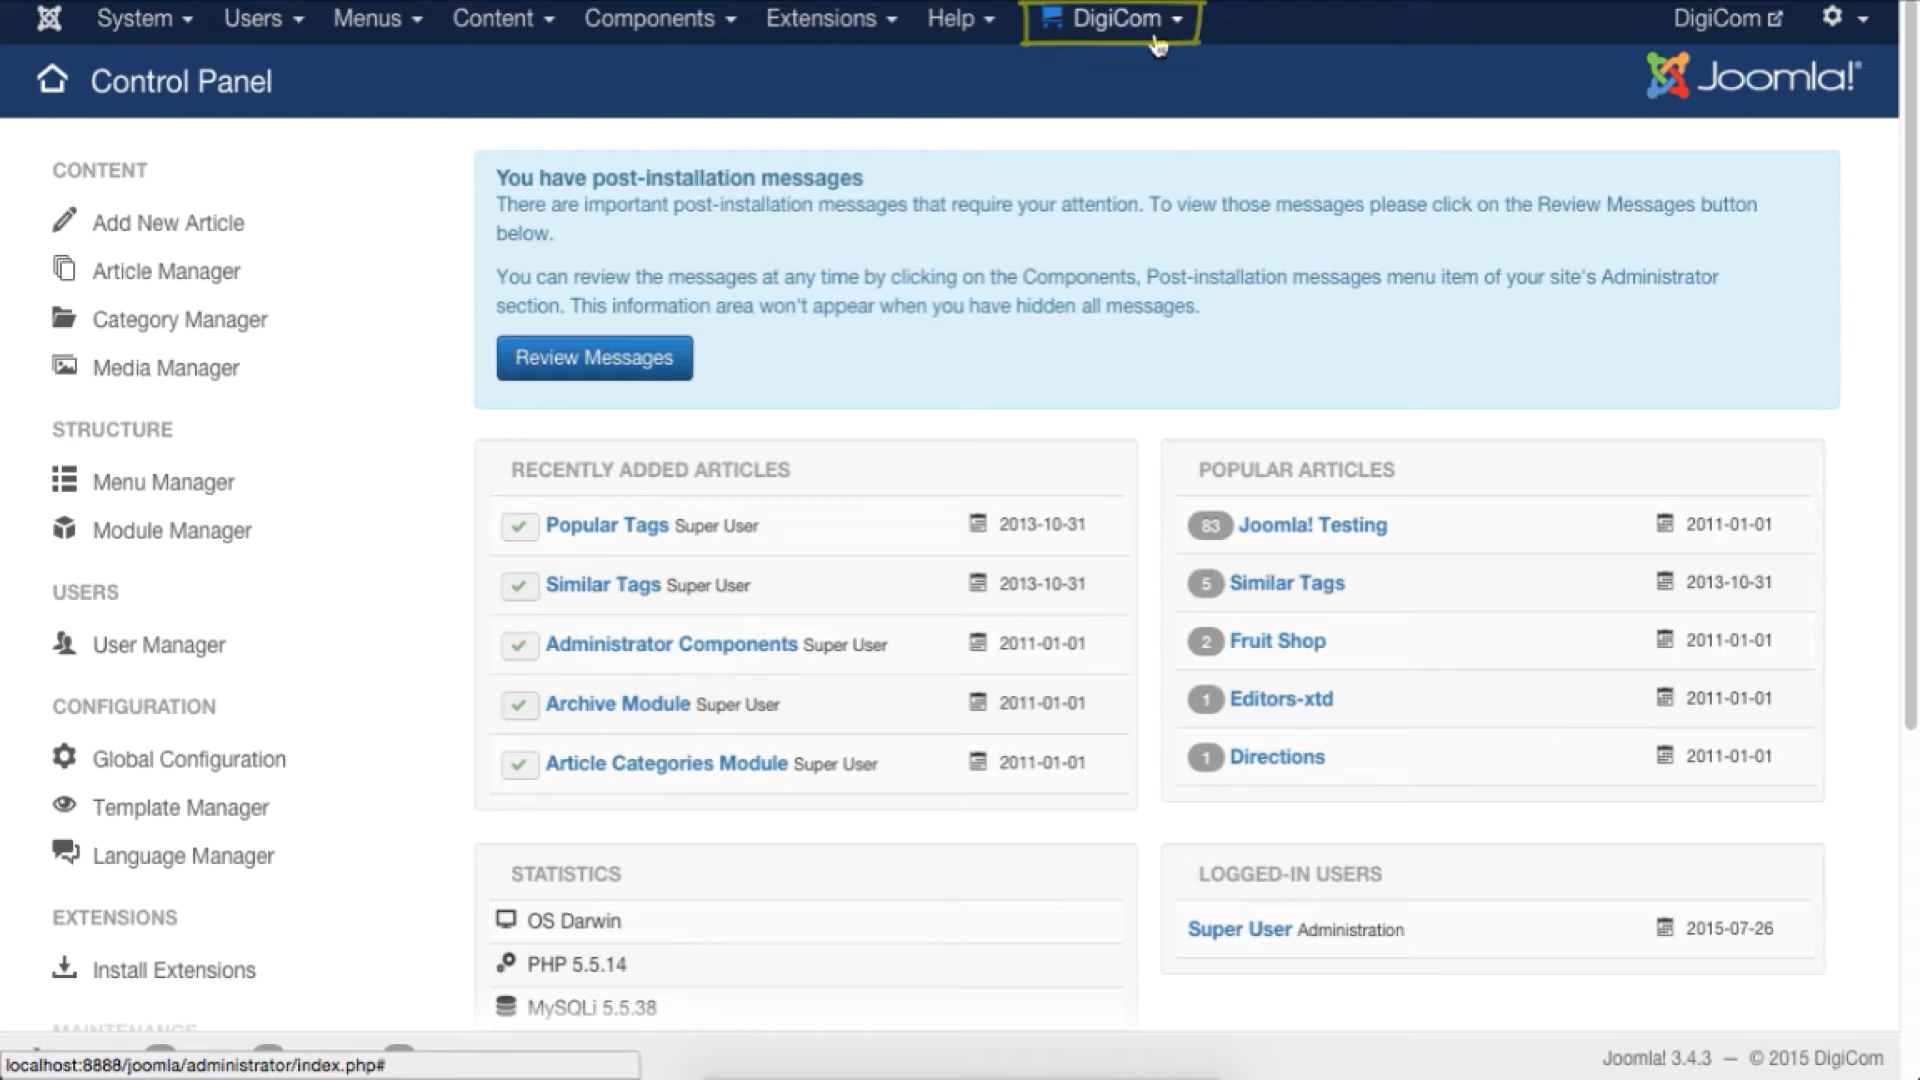 System Users Menus Content Components Extensions Help DigiCom DigiCom
Control Panel
Joomla!®
CONTENT
Add New Article
Article Manager
Category Manager
Media Manager
STRUCTURE
Menu Manager
Module Manager
USERS
User Manager
CONFIGURATION
Global Configuration
Template Manager
Language Manager
EXTENSIONS
Install Extensions
MAINTENANCE
You have post-installation messages
There are important post-installation messages that require your attention. To view those messages please click on the Review Messages button
below.
You can review the messages at any time by clicking on the Components, Post-installation messages menu item of your site's Administrator
section. This information area won't appear when you have hidden all messages.
Review Messages
RECENTLY ADDED ARTICLES
Popular Tags Super User 2013-10-31
Similar Tags Super User 2013-10-31
Administrator Components Super User 2011-01-01
Archive Module Super User 2011-01-01
Article Categories Module Super User 2011-01-01
POPULAR ARTICLES
83 Joomla! Testing 2011-01-01
5 Similar Tags 2013-10-31
2 Fruit Shop 2011-01-01
1 Editors-xtd 2011-01-01
1 Directions 2011-01-01
STATISTICS
OS Darwin
PHP 5.5.14
MySQLi 5.5.38
LOGGED-IN USERS
Super User Administration 2015-07-26
localhost:8888/joomla/administrator/index.php#
Joomla! 3.4.3 — © 2015 DigiCom